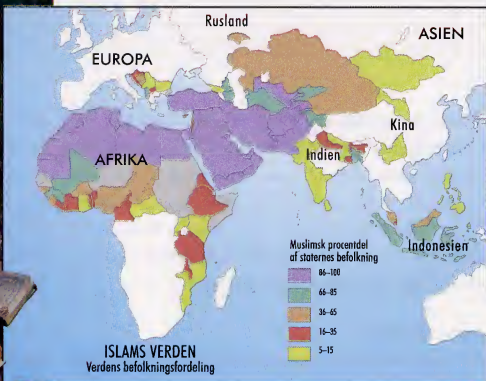 Rusland
ASIEN
EUROPA
Kina
Indien
AFRIKA
Indonesien
Muslimsk procentdel
af staternes befolkning
86–100
66–85
36–65
16–35
5–15
ISLAMS VERDEN
Verdens befolkningsfordeling